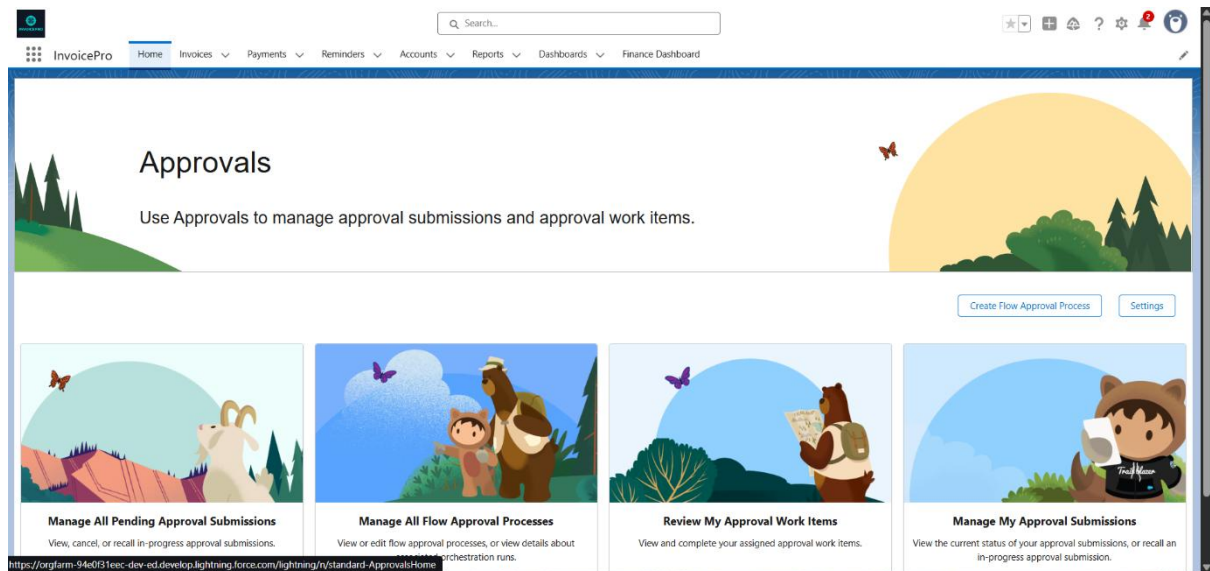 Search...
2
InvoicePro Home Invoices Payments Reminders Accounts Reports Dashboards Finance Dashboard
Approvals
Use Approvals to manage approval submissions and approval work items.
Create Flow Approval Process Settings
Trailblazer
Manage All Pending Approval Submissions
View, cancel, or recall in-progress approval submissions.
Manage All Flow Approval Processes
View or edit flow approval processes, or view details about
orchestration runs.
Review My Approval Work Items
View and complete your assigned approval work items.
Manage My Approval Submissions
View the current status of your approval submissions, or recall an
in-progress approval submission.
https://orgfarm-94e0f31eec-dev-ed.develop.lightning.force.com/lightning/n/standard-ApprovalsHome